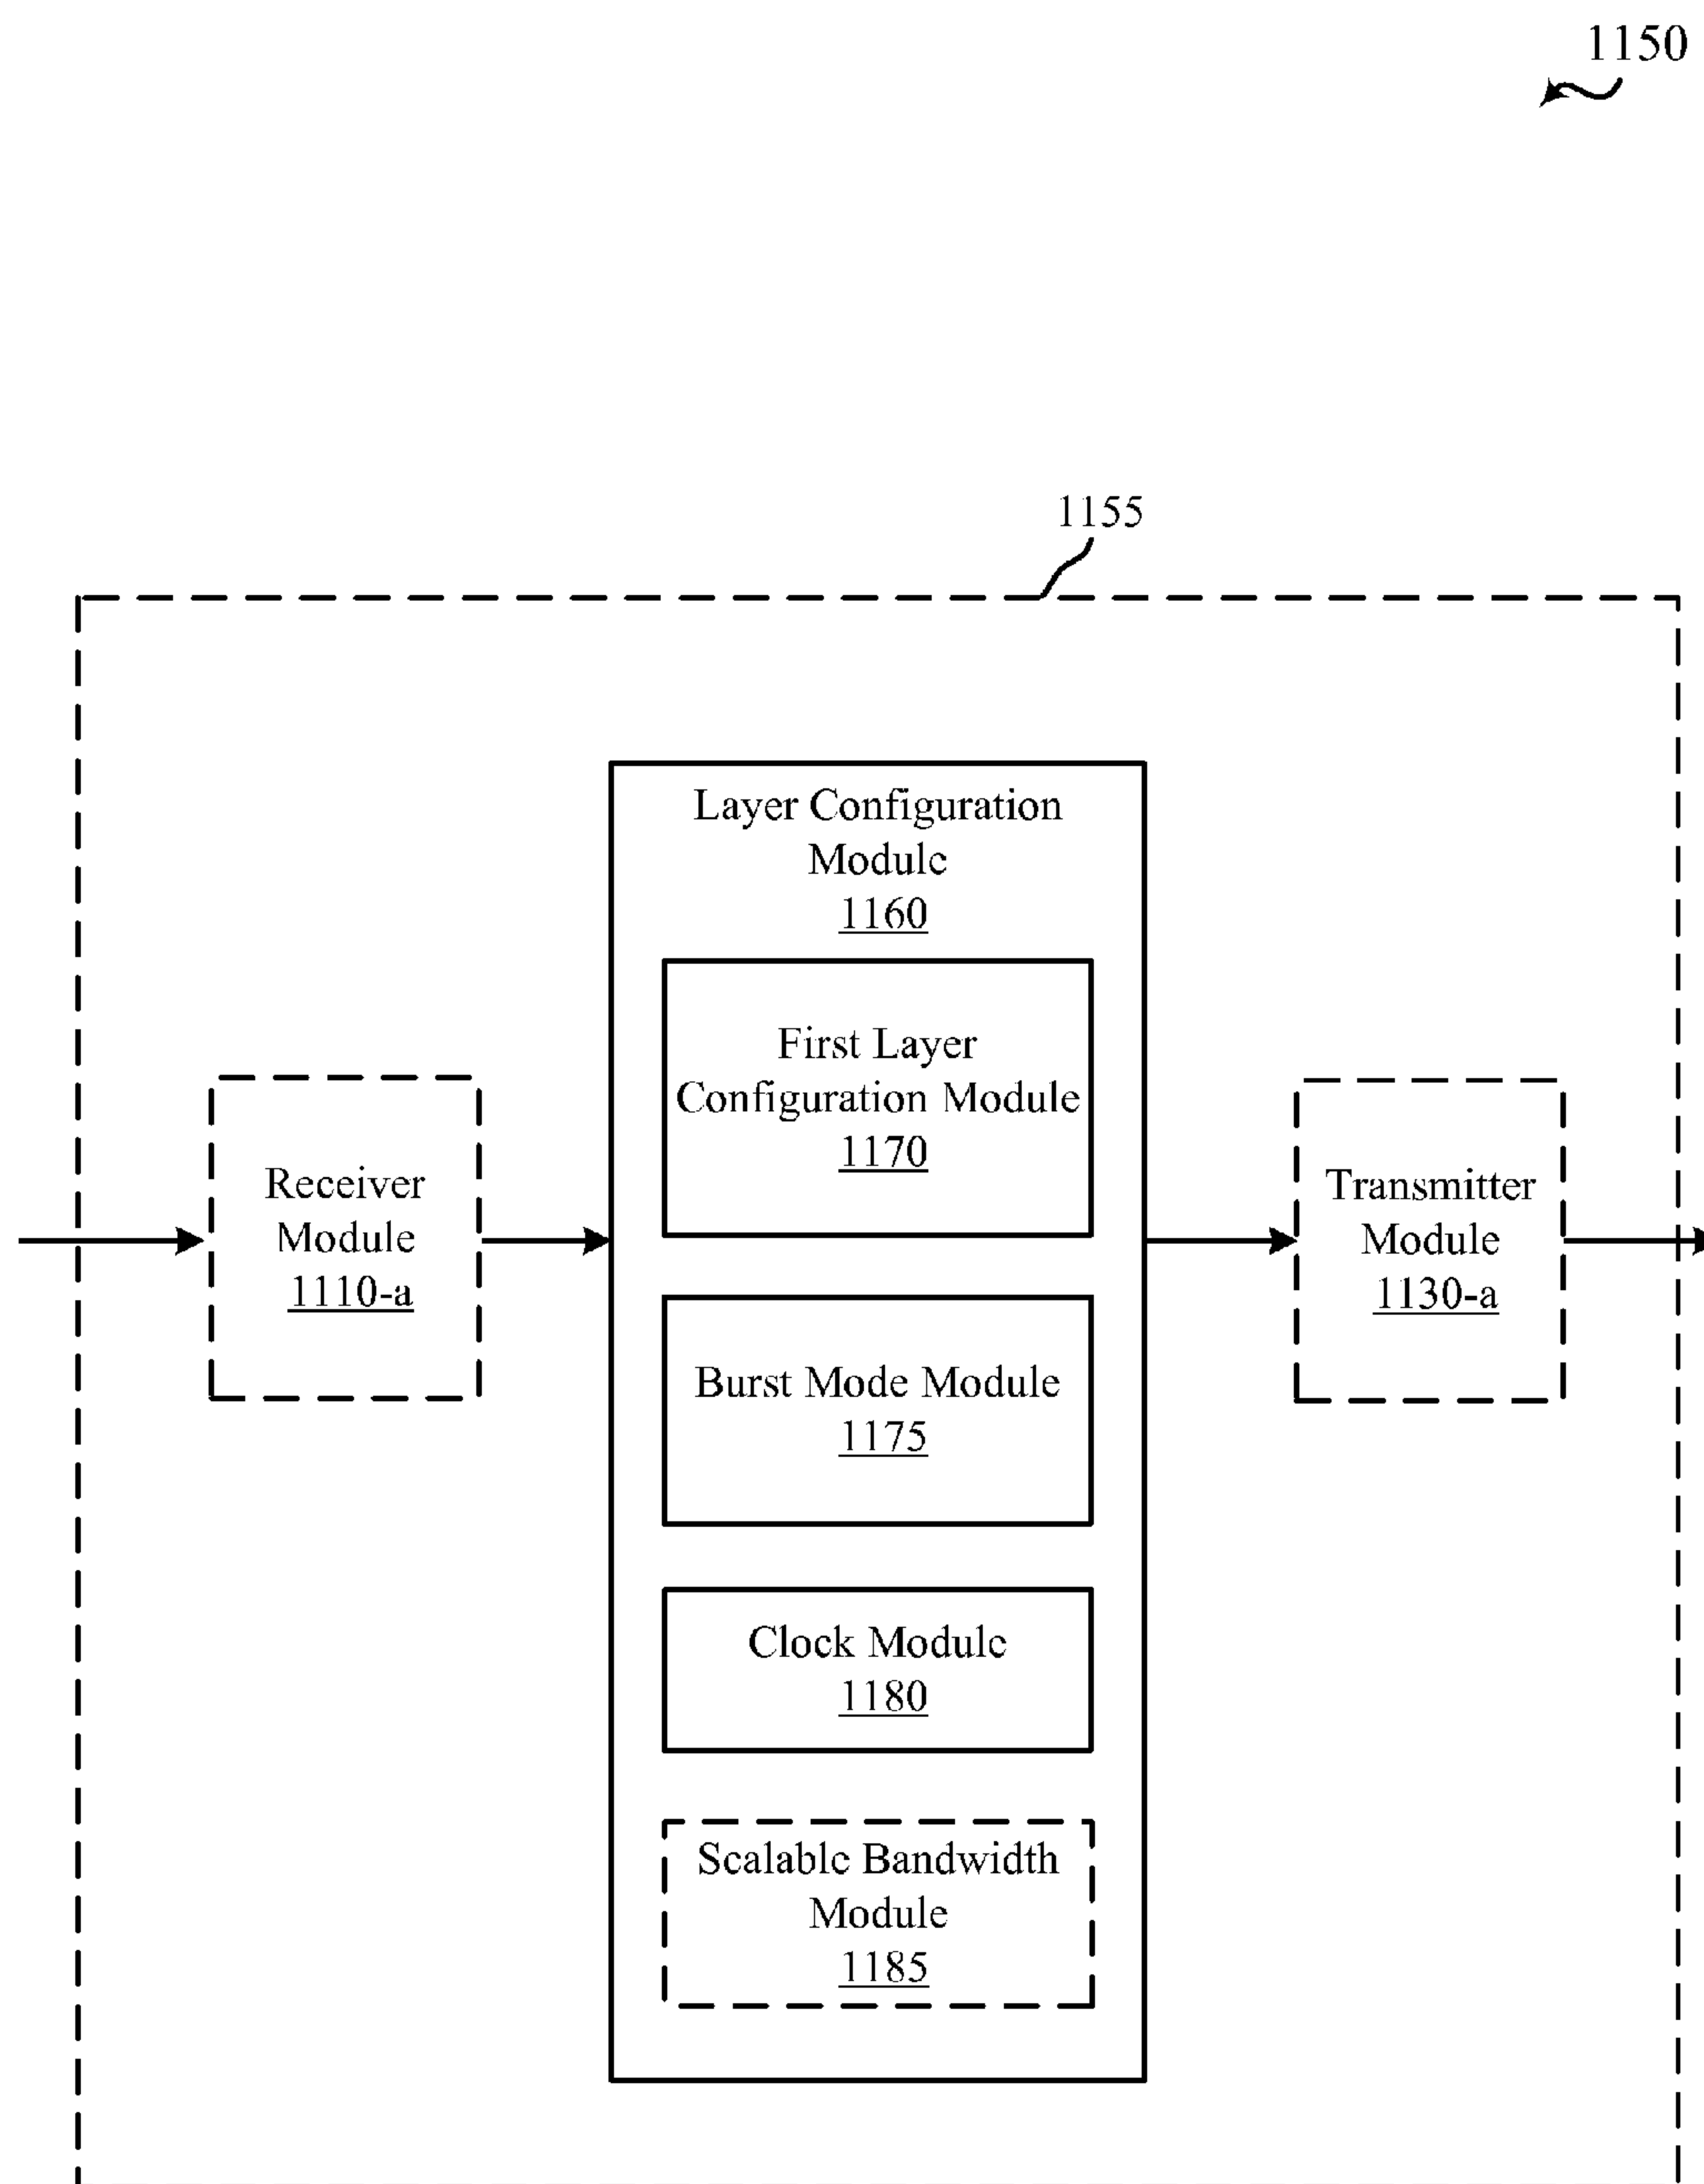 1150
1155
Layer Configuration
Module
1160
First Layer
Configuration Module
1170
Receiver
Module
1110-a
Transmitter
Module
1130-a
Burst Mode Module
1175
Clock Module
1180
Scalable Bandwidth
Module
1185